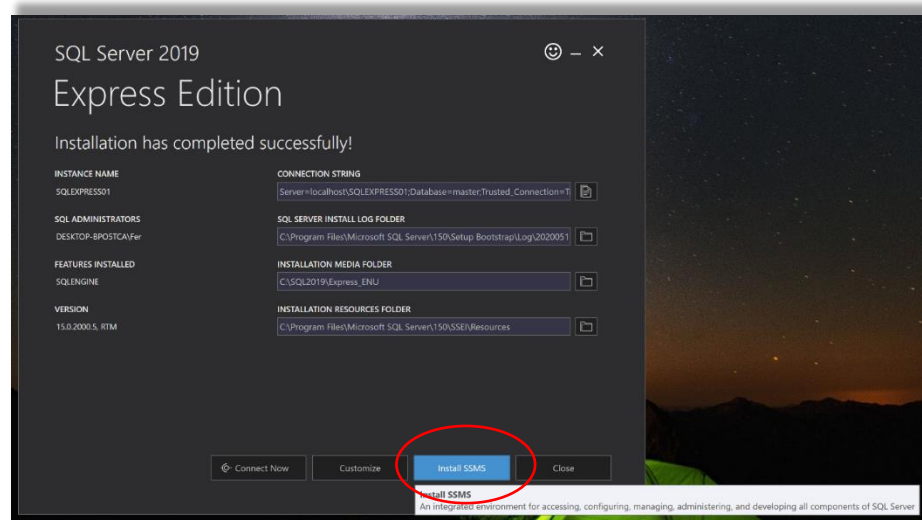 SQL Server 2019
Express Edition
Installation has completed successfully!
INSTANCE NAME
SQLEXPRESS01
CONNECTION STRING
Server=localhost\SQLEXPRESS01;Database=master;Trusted_Connection=T
SQL ADMINISTRATORS
DESKTOP-BPOSTCA\Fer
SQL SERVER INSTALL LOG FOLDER
C:\Program Files\Microsoft SQL Server\150\Setup Bootstrap\Log\2020051
FEATURES INSTALLED
SQLENGINE
INSTALLATION MEDIA FOLDER
C:\SQL2019\Express_ENU
VERSION
15.0.2000.5, RTM
INSTALLATION RESOURCES FOLDER
C:\Program Files\Microsoft SQL Server\150\SSEI\Resources
Connect Now
Customize
Install SSMS
Close
Install SSMS
An integrated environment for accessing, configuring, managing, administering, and developing all components of SQL Server